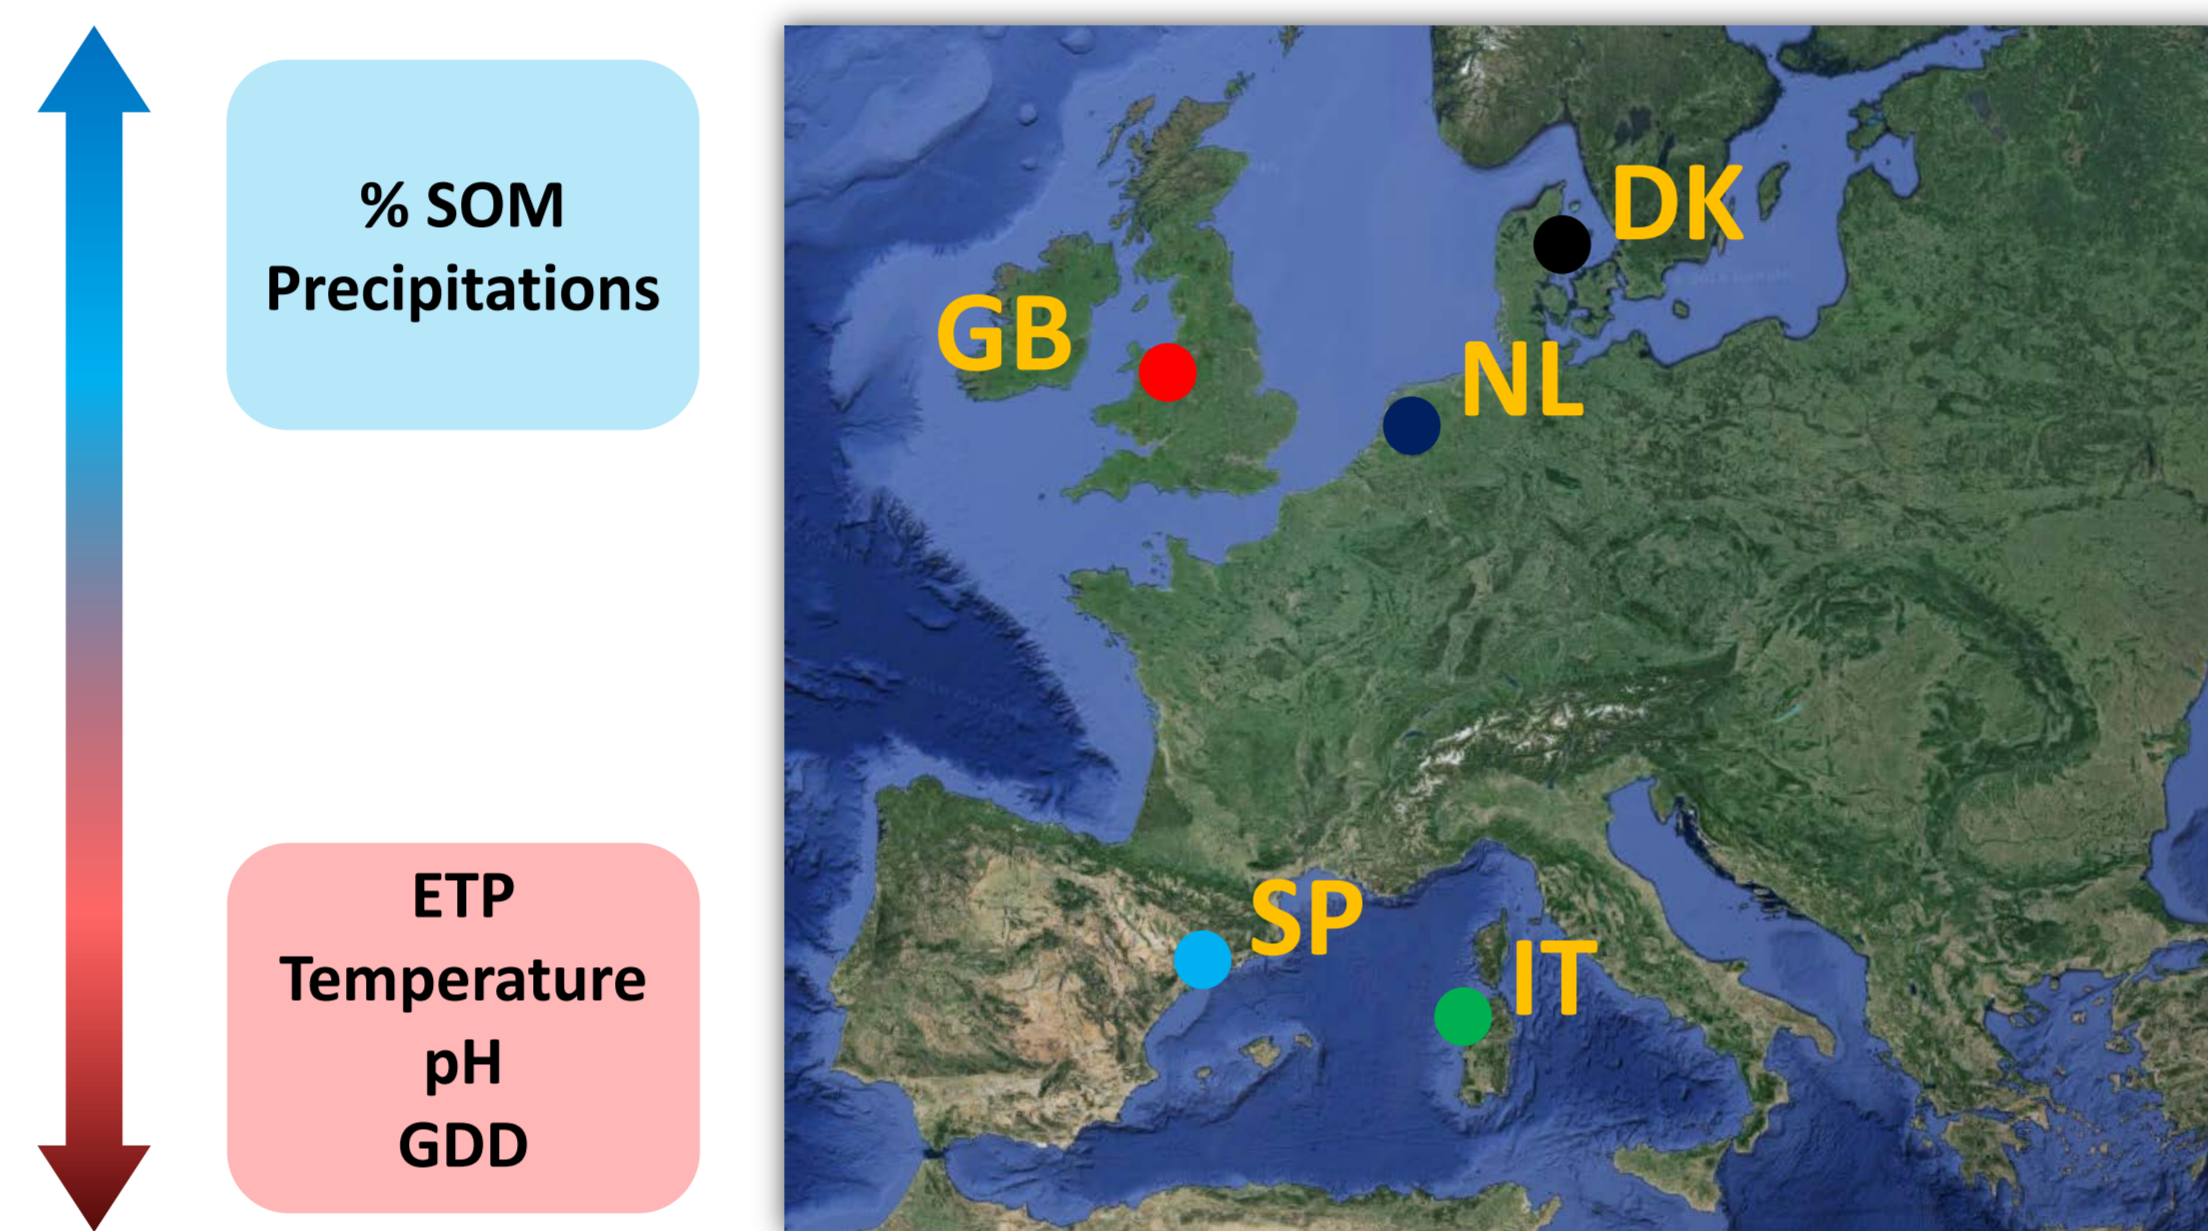 % SOM
Precipitations
ETP
Temperature
pH
GDD
DK
GB
NL
SP
IT